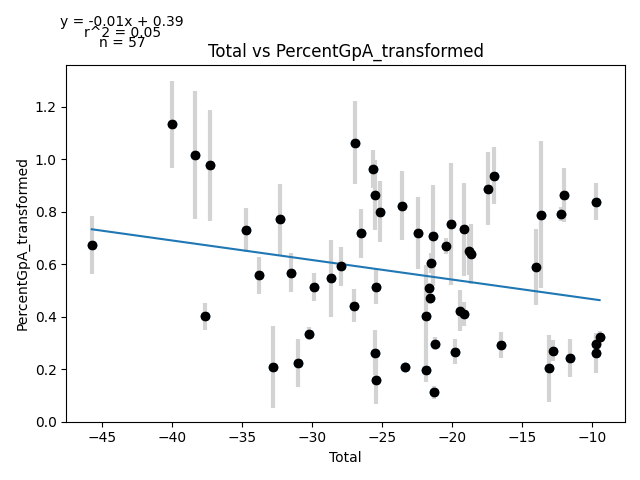 y = -0.01x + 0.39
r^2 = 0.05
n = 57
Total vs PercentGpA_transformed
PercentGpA_transformed
1.2
1.0
0.8
0.6
0.4
0.2
0.0
−45 −40 −35 −30 −25 −20 −15 −10
Total